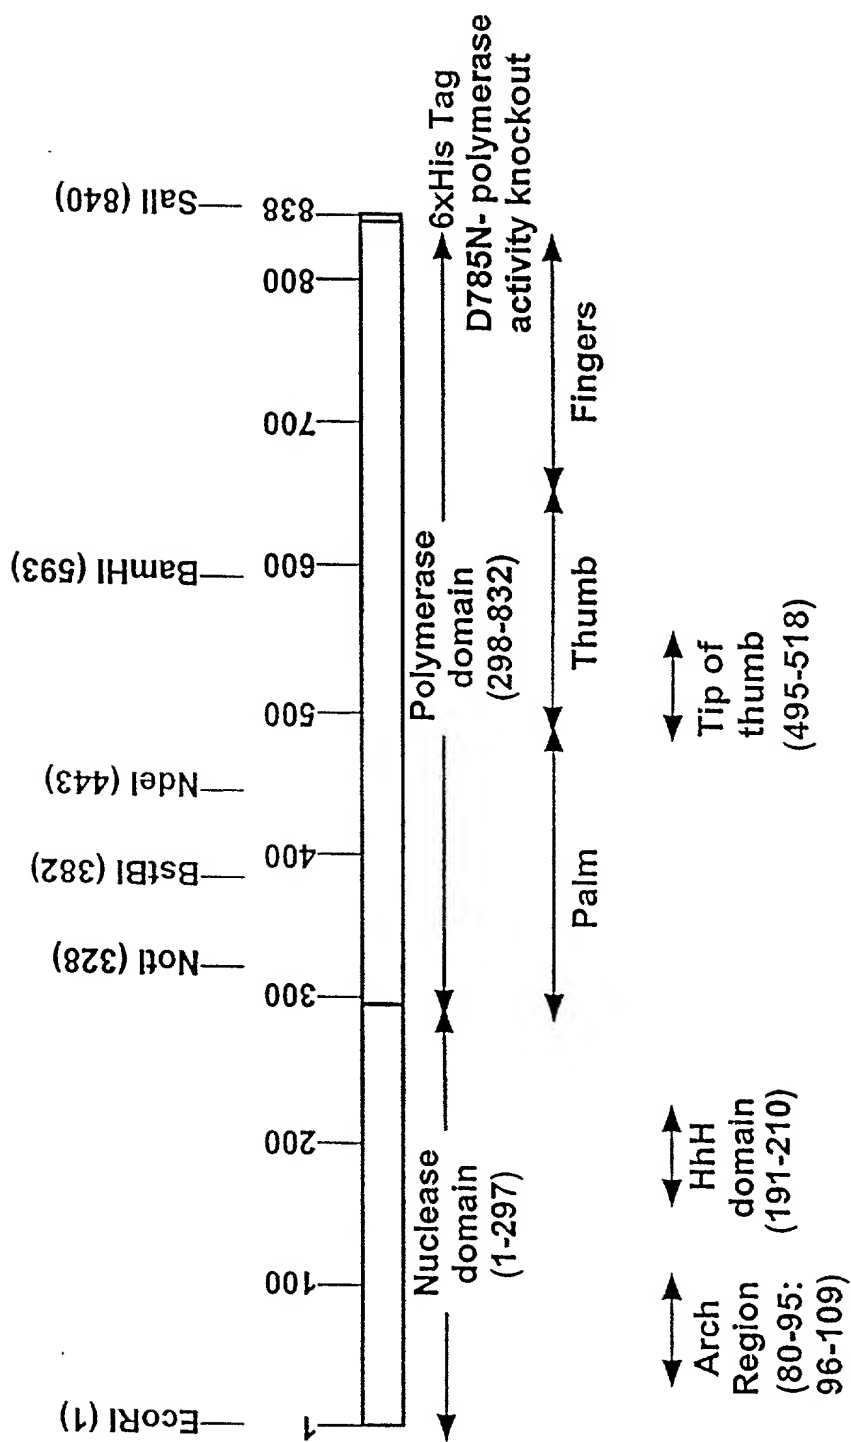 EcoRI (1)
NotI (328)
BstBI (382)
NdeI (443)
BamHI (593)
SalI (840)
1
100
200
300
400
500
600
700
800
838
Nuclease
domain
(1-297)
Polymerase
domain
(298-832)
6xHis Tag
D785N- polymerase
activity knockout
Palm
Thumb
Fingers
Arch
Region
(80-95:
96-109)
HhH
domain
(191-210)
Tip of
thumb
(495-518)